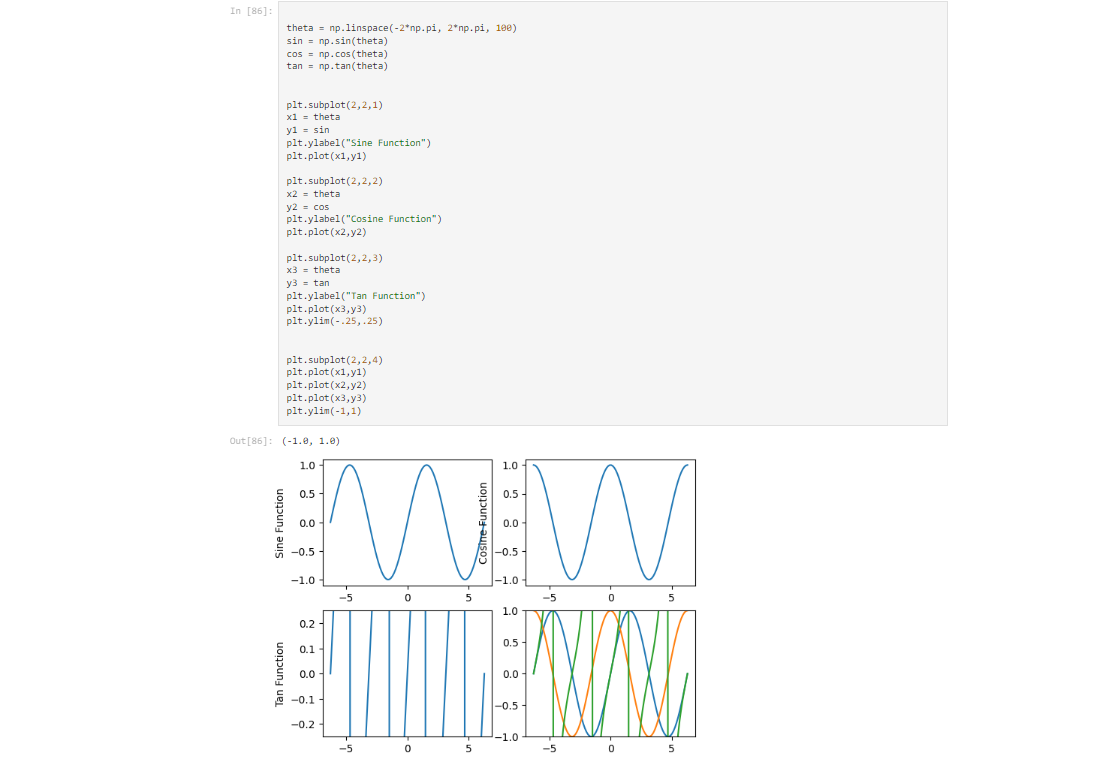 In [86]:
theta = np.linspace(-2*np.pi, 2*np.pi, 100)
sin = np.sin(theta)
cos = np.cos(theta)
tan = np.tan(theta)
plt.subplot(2,2,1)
x1 = theta
y1 = sin
plt.ylabel("Sine Function")
plt.plot(x1,y1)
plt.subplot(2,2,2)
x2 = theta
y2 = cos
plt.ylabel("Cosine Function")
plt.plot(x2,y2)
plt.subplot(2,2,3)
x3 = theta
y3 = tan
plt.ylabel("Tan Function")
plt.plot(x3,y3)
plt.ylim(-.25,.25)
plt.subplot(2,2,4)
plt.plot(x1,y1)
plt.plot(x2,y2)
plt.plot(x3,y3)
plt.ylim(-1,1)
Out[86]: (-1.0, 1.0)
Sine Function
1.0
0.5
0.0
−0.5
−1.0
−5 0 5
Cosine Function
1.0
0.5
0.0
−0.5
−1.0
−5 0 5
Tan Function
0.2
0.1
0.0
−0.1
−0.2
−5 0 5
1.0
0.5
0.0
−0.5
−1.0
−5 0 5